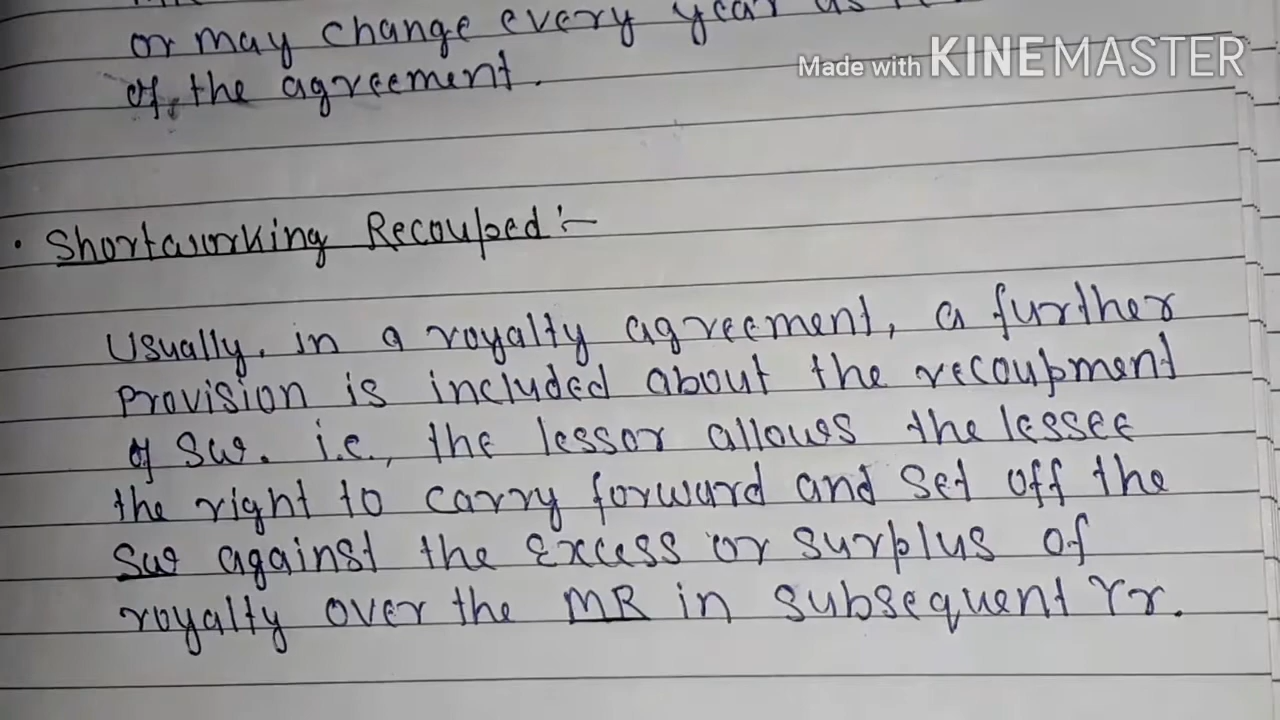 or may change every year as
of the agreement.
Made with KINEMASTER
• Shortworking Recouped :-
Usually, in a royalty agreement, a further
provision is included about the recoupment
of Sw. i.e., the lessor allows the lessee
the right to carry forward and set off the
Sw against the excess or surplus of
royalty over the MR in subsequent Yr.